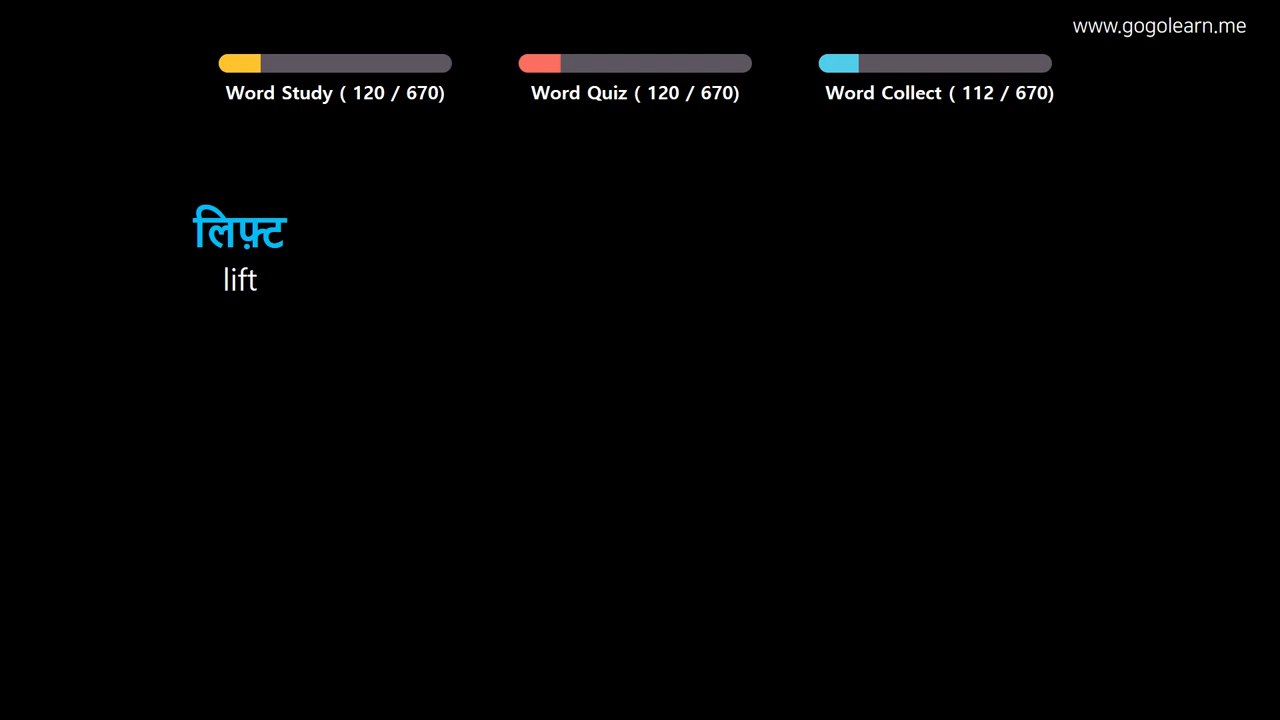 www.gogolearn.me
Word Study ( 120 / 670)
Word Quiz ( 120 / 670)
Word Collect ( 112 / 670)
लिफ़्ट
lift